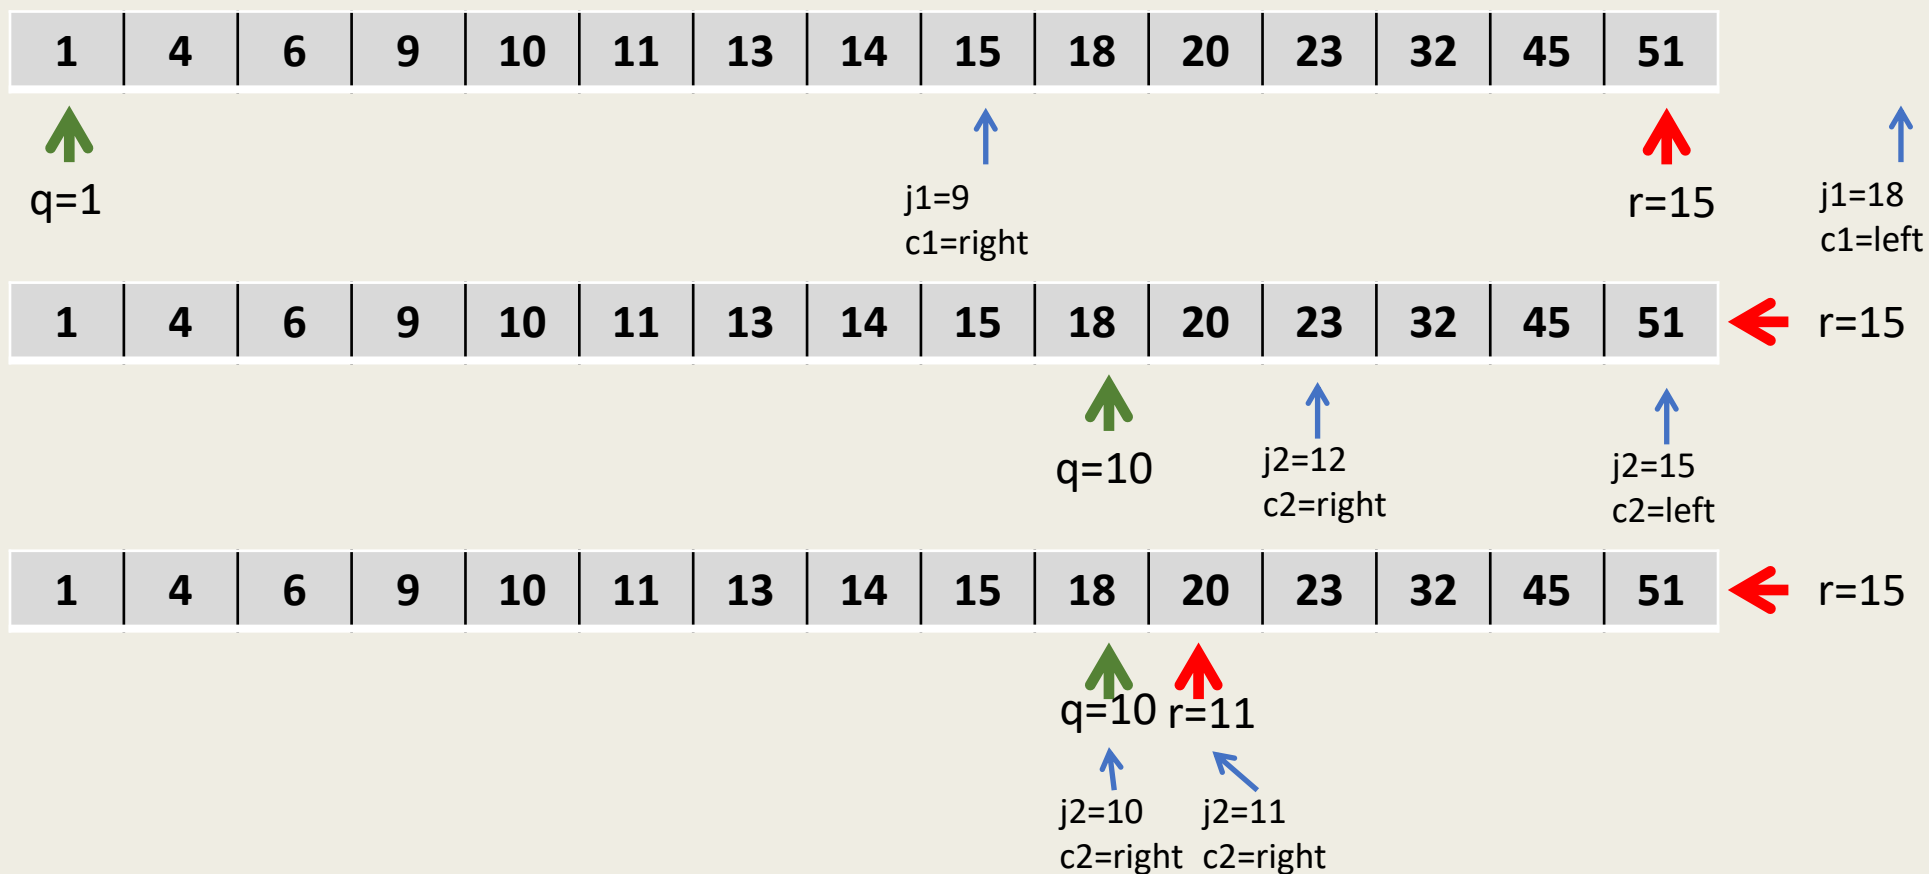 1 4 6 9 10 11 13 14 15 18 20 23 32 45 51
q=1 j1=9 r=15 j1=18
c1=right c1=left
1 4 6 9 10 11 13 14 15 18 20 23 32 45 51 r=15
q=10 j2=12 j2=15
c2=right c2=left
1 4 6 9 10 11 13 14 15 18 20 23 32 45 51 r=15
q=10 r=11
j2=10 j2=11
c2=right c2=right